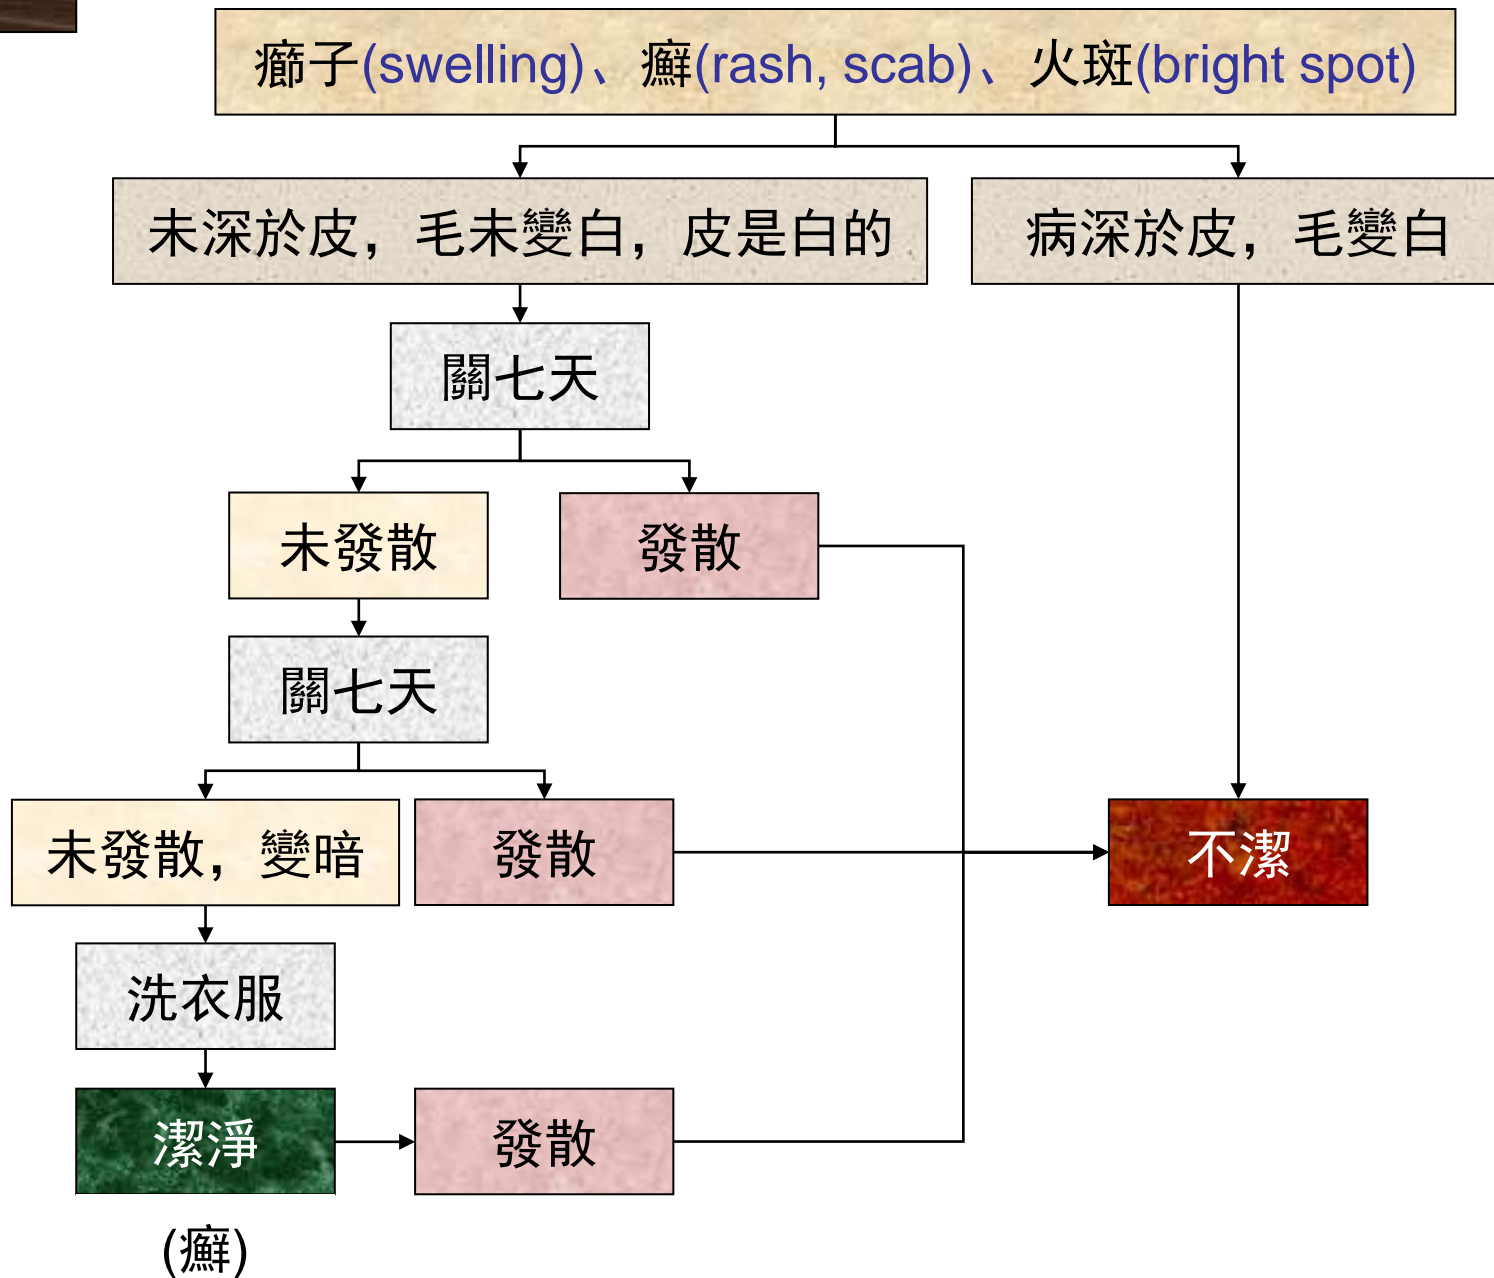 癤子(swelling)、癬(rash, scab)、火斑(bright spot)
未深於皮，毛未變白，皮是白的
病深於皮，毛變白
關七天
未發散
發散
關七天
未發散，變暗
發散
不潔
洗衣服
潔淨
發散
(癬)